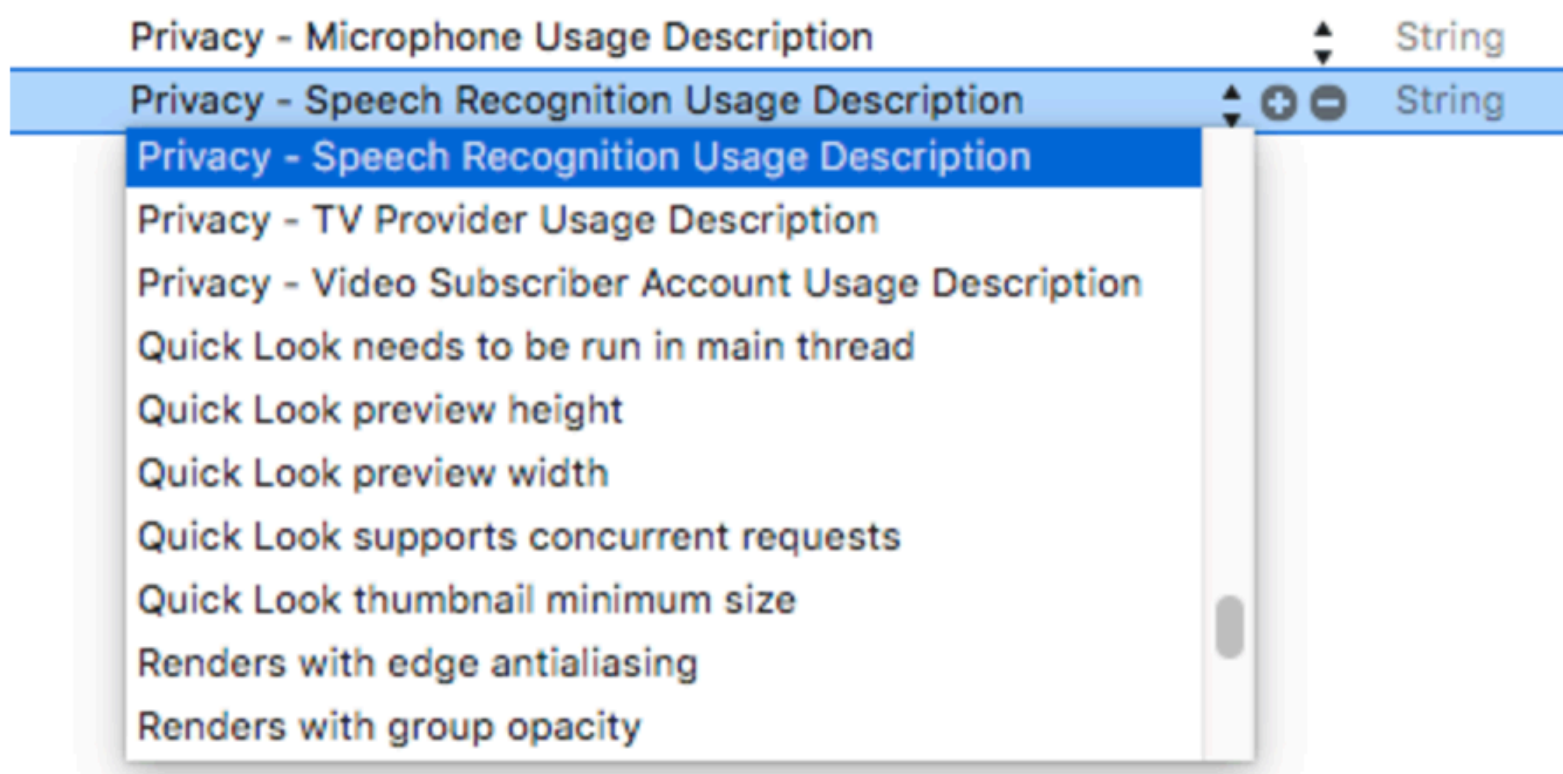 Privacy - Microphone Usage Description String
Privacy - Speech Recognition Usage Description String
Privacy - Speech Recognition Usage Description
Privacy - TV Provider Usage Description
Privacy - Video Subscriber Account Usage Description
Quick Look needs to be run in main thread
Quick Look preview height
Quick Look preview width
Quick Look supports concurrent requests
Quick Look thumbnail minimum size
Renders with edge antialiasing
Renders with group opacity